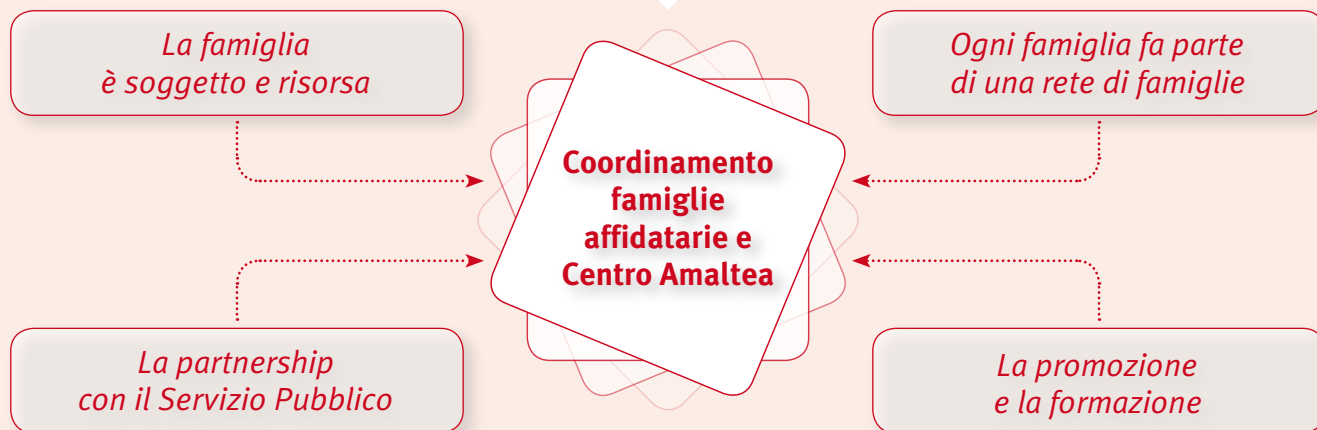 La famiglia
è soggetto e risorsa
Ogni famiglia fa parte
di una rete di famiglie
Coordinamento
famiglie
affidatarie e
Centro Amaltea
La partnership
con il Servizio Pubblico
La promozione
e la formazione